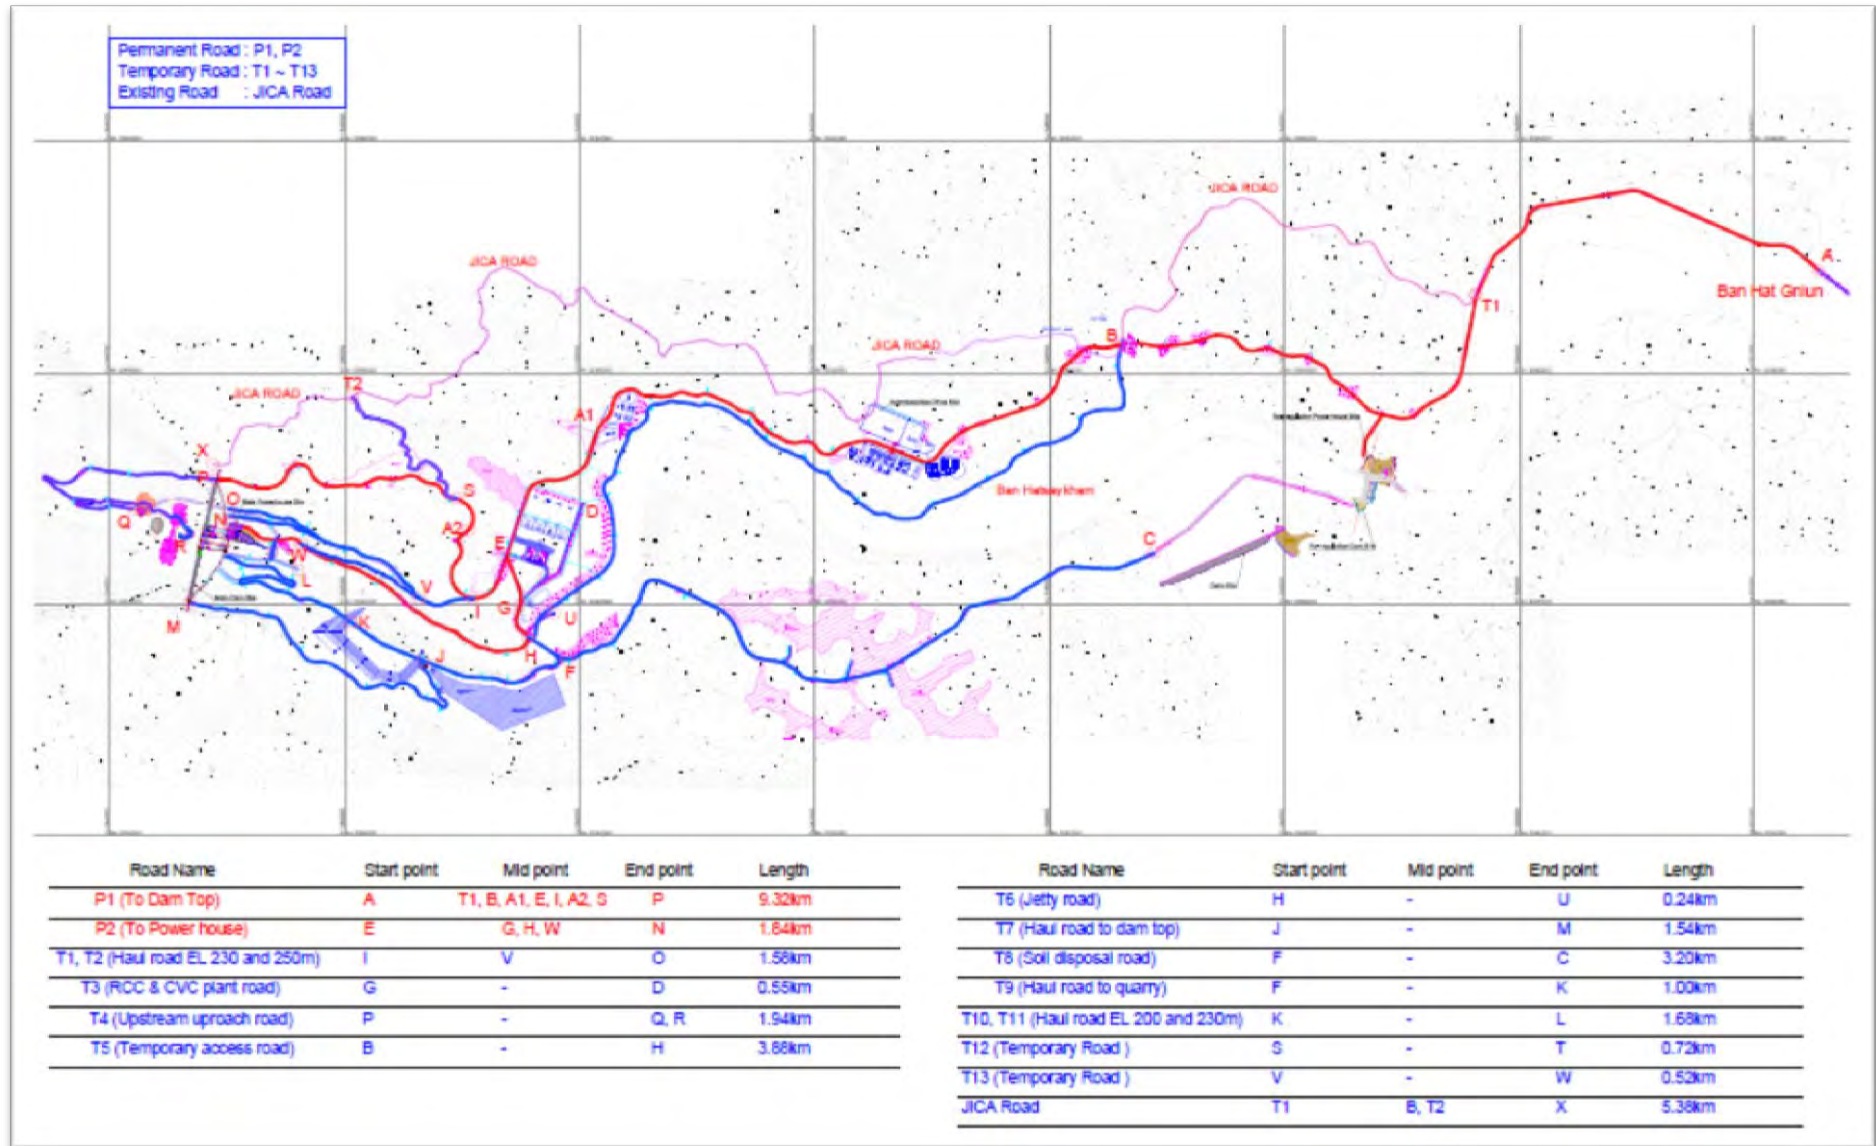 Permanent Road : P1, P2
Temporary Road : T1 ~ T13
Existing Road : JICA Road
JICA ROAD
A
Ban Hat Gniun
JICA ROAD
T1
B
JICA ROAD
T2
JICA ROAD
A1
X
P
S
Ban Hatsaykham
O
D
Q
N
A2
R
E
C
W
L
V
I
G
U
M
K
J
H
F
Road Name Start point Mid point End point Length
P1 (To Dam Top) A T1, B, A1, E, I, A2, S P 9.32km
P2 (To Power house) E G, H, W N 1.84km
T1, T2 (Haul road EL 230 and 250m) I V O 1.58km
T3 (RCC & CVC plant road) G - D 0.55km
T4 (Upstream uproach road) P - Q, R 1.94km
T5 (Temporary access road) B - H 3.88km
Road Name Start point Mid point End point Length
T6 (Jetty road) H - U 0.24km
T7 (Haul road to dam top) J - M 1.54km
T8 (Soil disposal road) F - C 3.20km
T9 (Haul road to quarry) F - K 1.00km
T10, T11 (Haul road EL 200 and 230m) K - L 1.68km
T12 (Temporary Road ) S - T 0.72km
T13 (Temporary Road ) V - W 0.52km
JICA Road T1 B, T2 X 5.38km